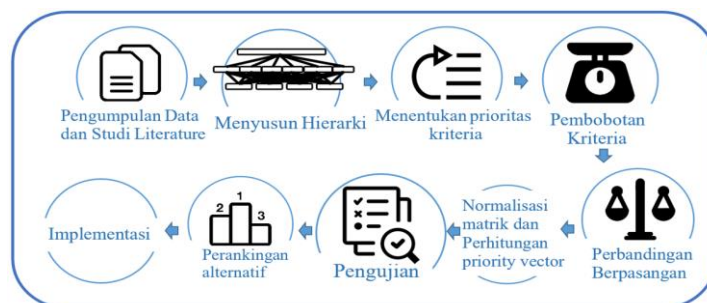 Pengumpulan Data
dan Studi Literature
Menyusun Hierarki
Menentukan prioritas
kriteria
Pembobotan
Kriteria
Perbandingan
Berpasangan
Normalisasi
matrik dan
Perhitungan
priority vector
Pengujian
2 1 3
Perankingan
alternatif
Implementasi